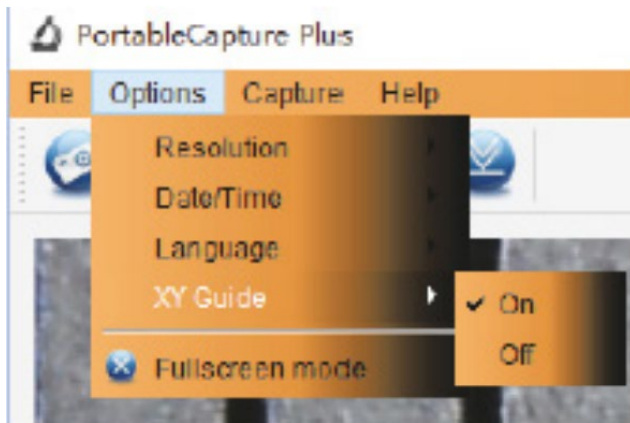 PortableCapture Plus
File Options Capture Help
Resolution
Date/Time
Language
XY Guide
On
Off
Fullscreen mode